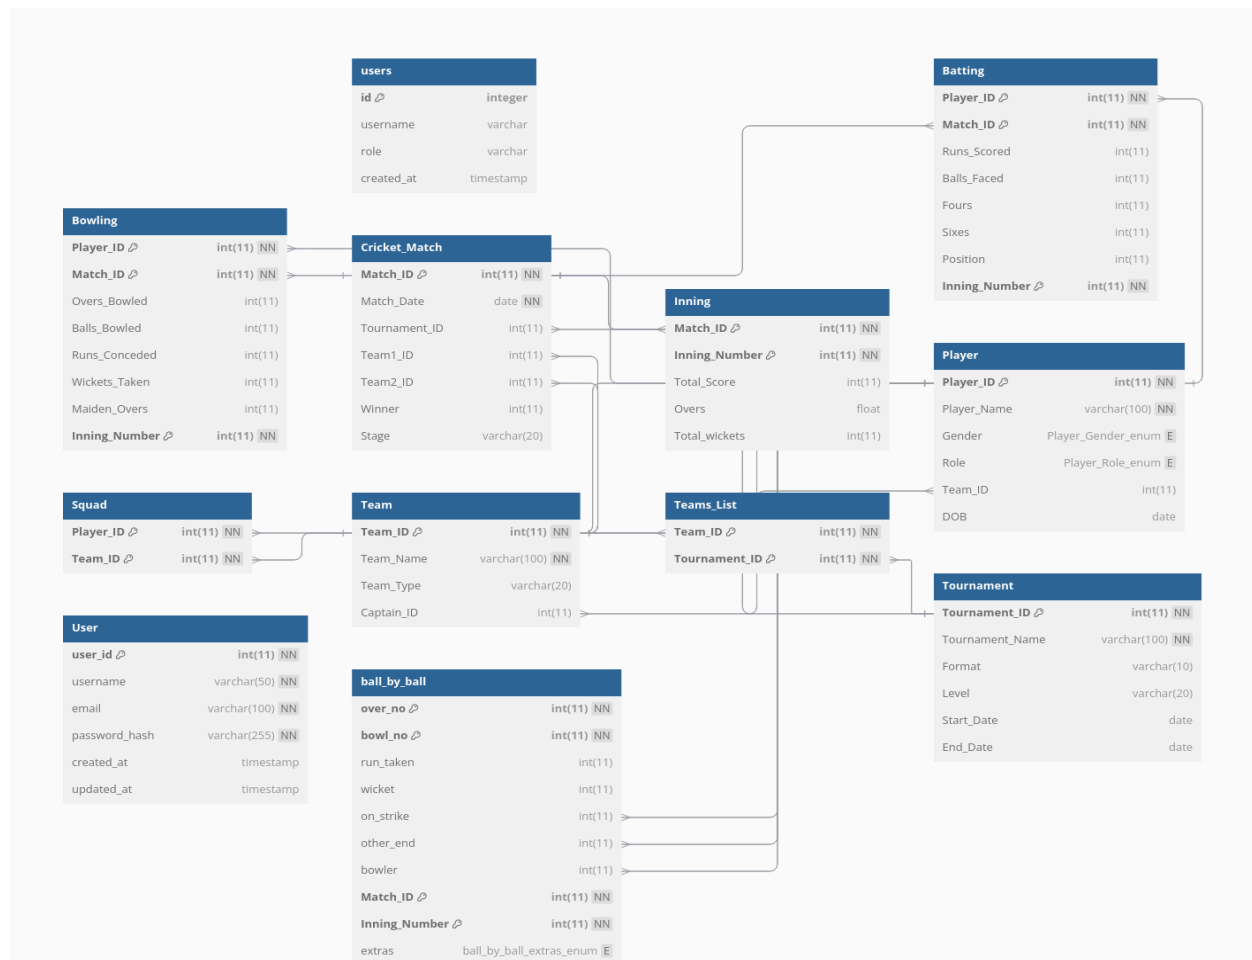 users
id integer
username varchar
role varchar
created_at timestamp
Batting
Player_ID int(11) NN
Match_ID int(11) NN
Runs_Scored int(11)
Balls_Faced int(11)
Fours int(11)
Sixes int(11)
Position int(11)
Inning_Number int(11) NN
Bowling
Player_ID int(11) NN
Match_ID int(11) NN
Overs_Bowled int(11)
Balls_Bowled int(11)
Runs_Conceded int(11)
Wickets_Taken int(11)
Maiden_Overs int(11)
Inning_Number int(11) NN
Cricket_Match
Match_ID int(11) NN
Match_Date date NN
Tournament_ID int(11)
Team1_ID int(11)
Team2_ID int(11)
Winner int(11)
Stage varchar(20)
Inning
Match_ID int(11) NN
Inning_Number int(11) NN
Total_Score int(11)
Overs float
Total_wickets int(11)
Player
Player_ID int(11) NN
Player_Name varchar(100) NN
Gender Player_Gender_enum E
Role Player_Role_enum E
Team_ID int(11)
DOB date
Squad
Player_ID int(11) NN
Team_ID int(11) NN
Team
Team_ID int(11) NN
Team_Name varchar(100) NN
Team_Type varchar(20)
Captain_ID int(11)
Teams_List
Team_ID int(11) NN
Tournament_ID int(11) NN
Tournament
Tournament_ID int(11) NN
Tournament_Name varchar(100) NN
Format varchar(10)
Level varchar(20)
Start_Date date
End_Date date
User
user_id int(11) NN
username varchar(50) NN
email varchar(100) NN
password_hash varchar(255) NN
created_at timestamp
updated_at timestamp
ball_by_ball
over_no int(11) NN
bowl_no int(11) NN
run_taken int(11)
wicket int(11)
on_strike int(11)
other_end int(11)
bowler int(11)
Match_ID int(11) NN
Inning_Number int(11) NN
extras ball_by_ball_extras_enum E